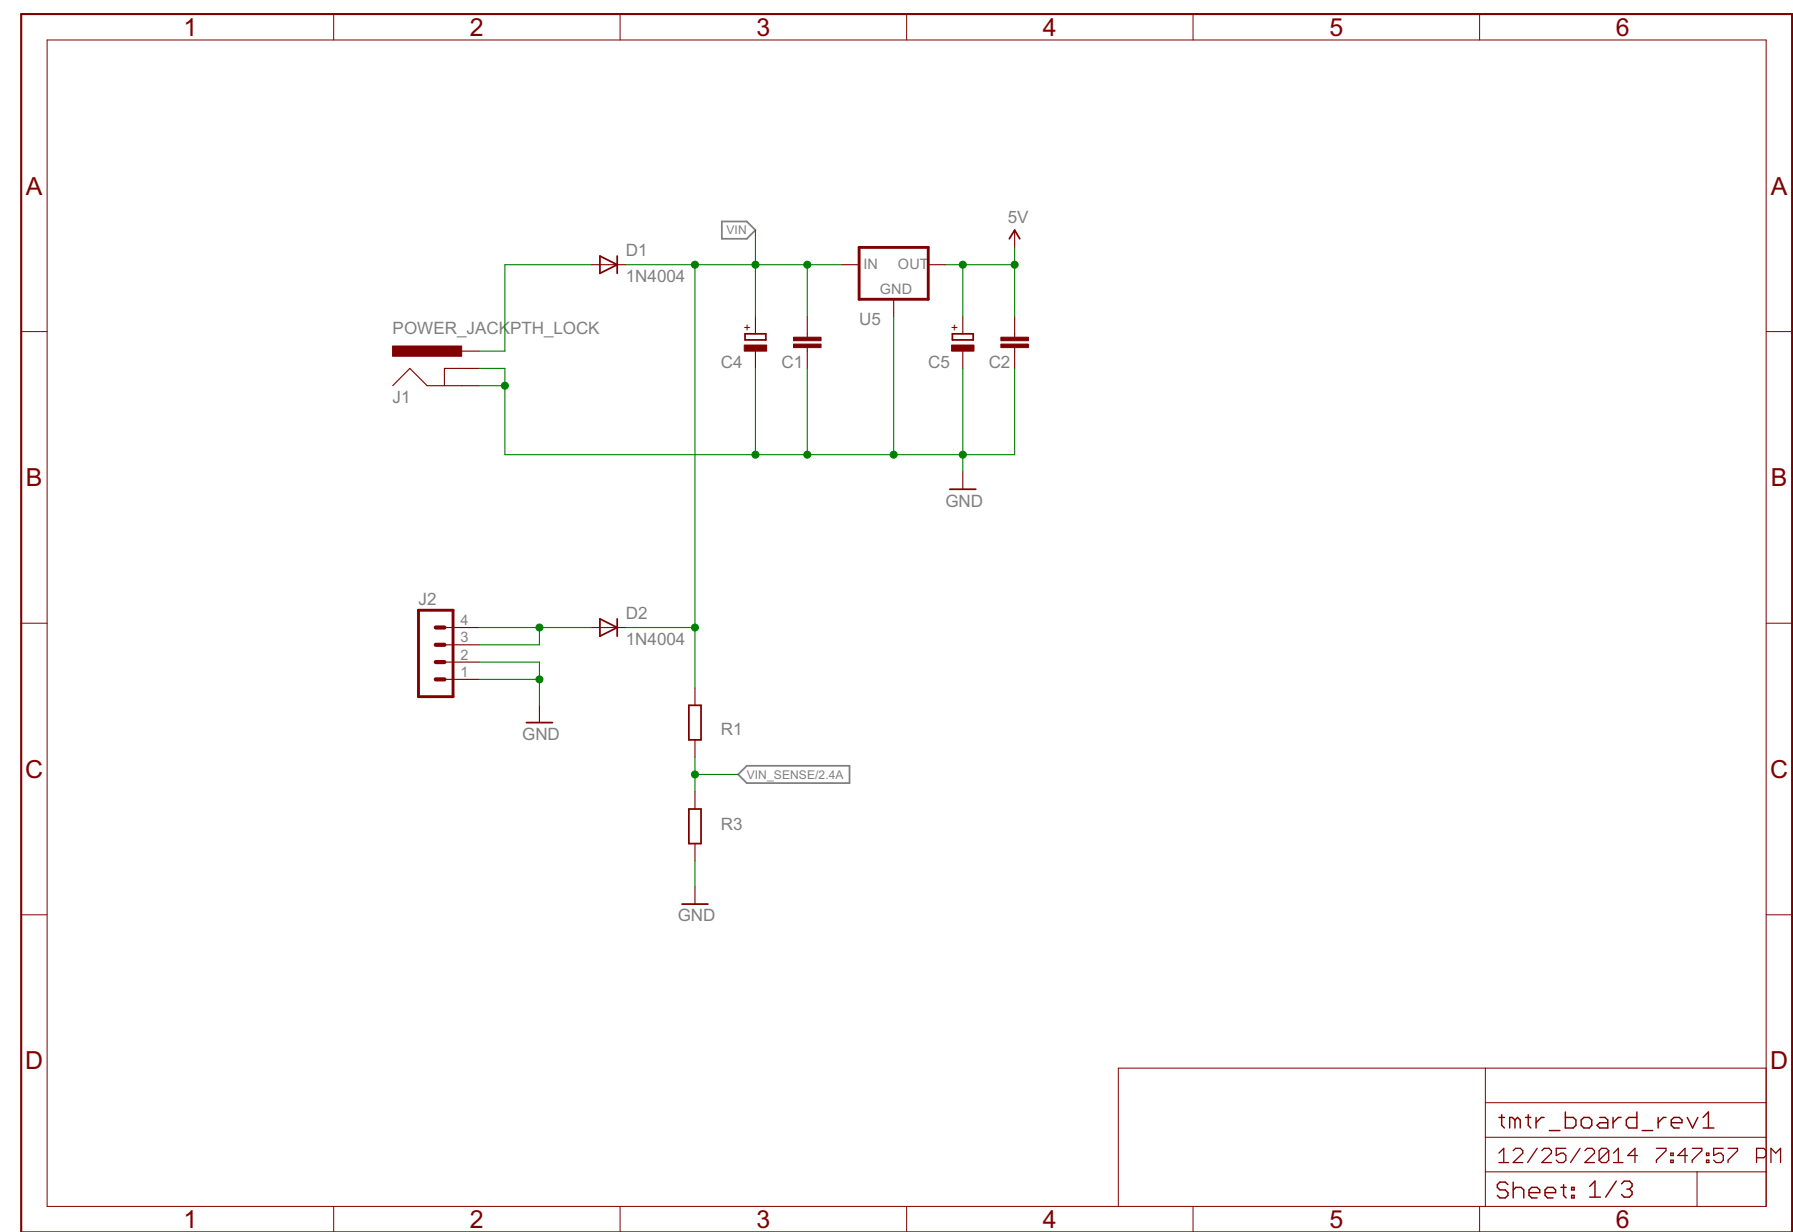 1 2 3 4 5 6
A A
5V
VIN
D1
1N4004
IN OUT
GND
U5
POWER_JACKPTH_LOCK
+ +
C4 C1 C5 C2
J1
B B
GND
J2
D2
1N4004
4
3
2
1
GND
R1
C C
VIN_SENSE/2.4A
R3
GND
D D
tmtr_board_rev1
12/25/2014 7:47:57 PM
Sheet: 1/3
1 2 3 4 5 6